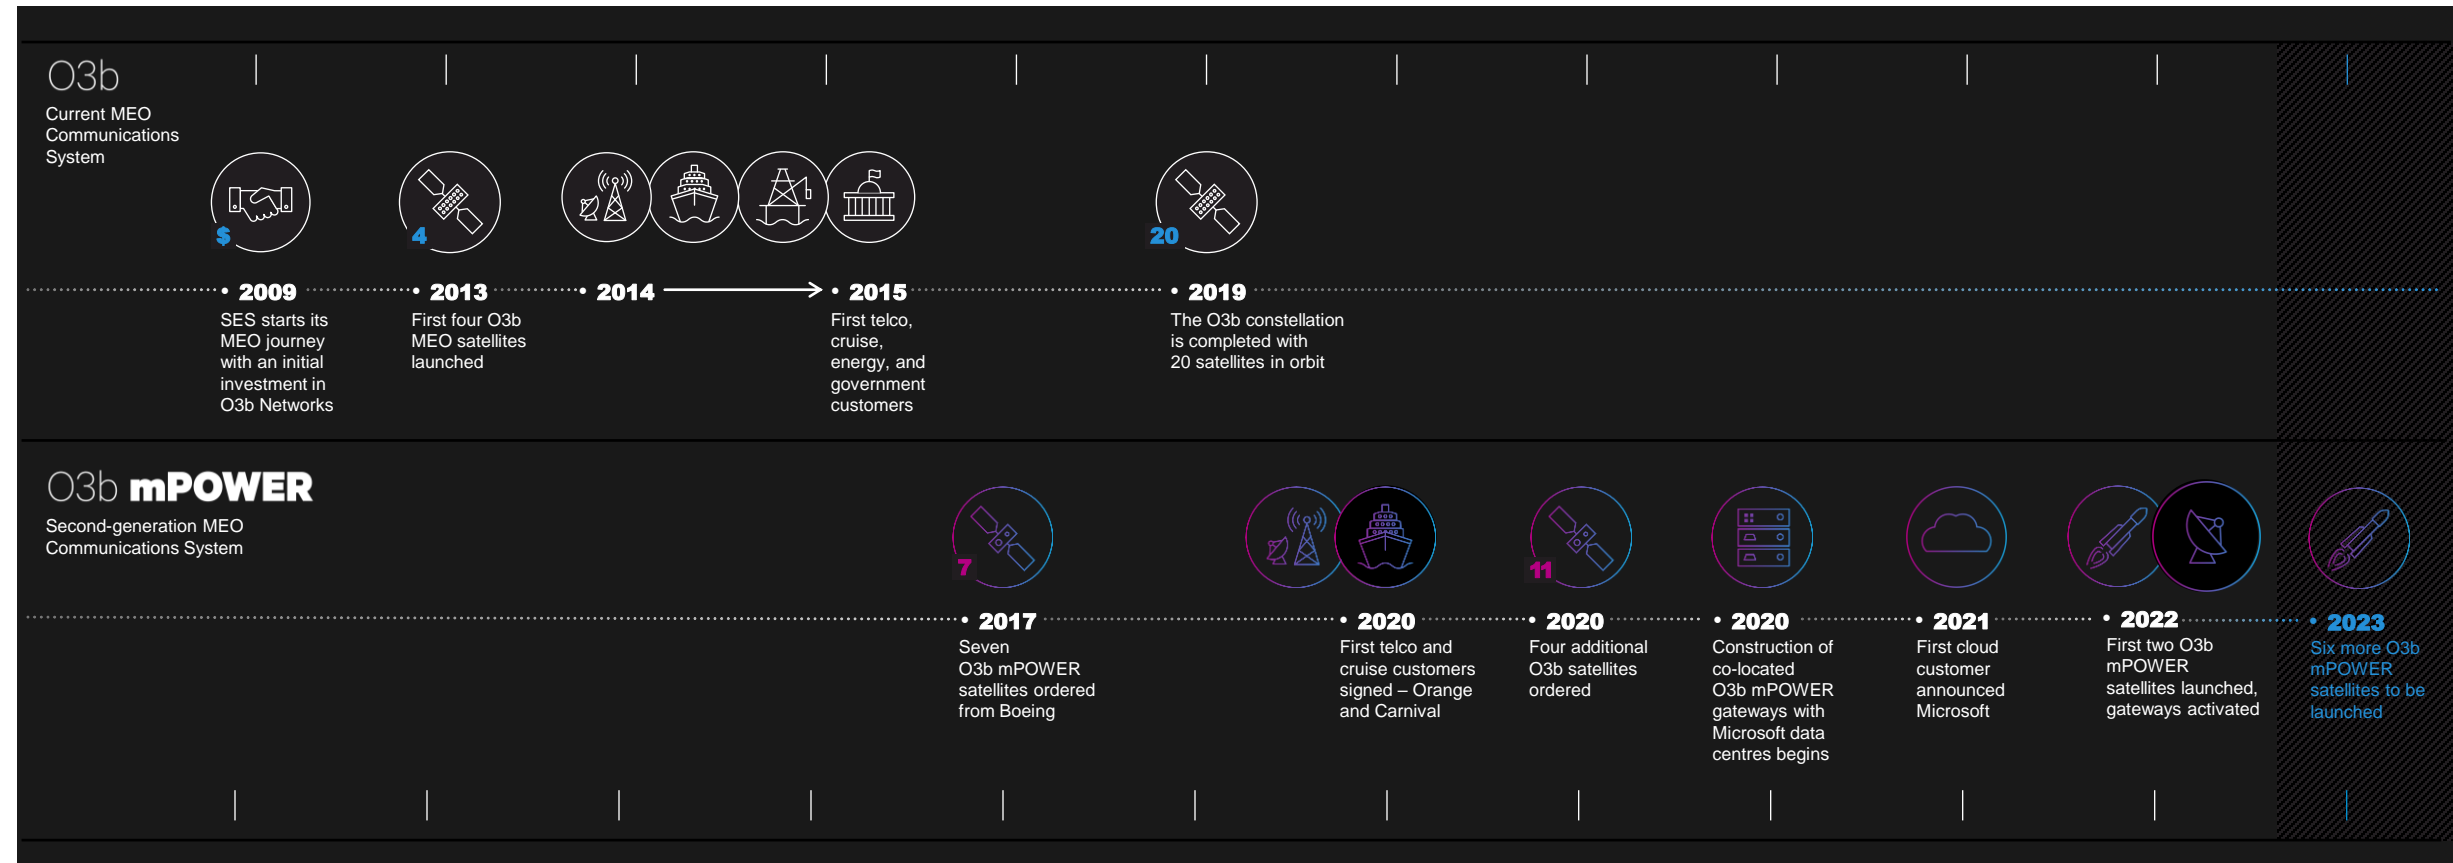 O3b
Current MEO
Communications
System
$
4
20
2009
2013
2014
2015
2019
SES starts its
MEO journey
with an initial
investment in
O3b Networks
First four O3b
MEO satellites
launched
First telco,
cruise,
energy, and
government
customers
The O3b constellation
is completed with
20 satellites in orbit
O3b mPOWER
Second-generation MEO
Communications System
7
11
2017
Seven
O3b mPOWER
satellites ordered
from Boeing
2020
First telco and
cruise customers
signed – Orange
and Carnival
2020
Four additional
O3b satellites
ordered
2020
Construction of
co-located
O3b mPOWER
gateways with
Microsoft data
centres begins
2021
First cloud
customer
announced
Microsoft
2022
First two O3b
mPOWER
satellites launched,
gateways activated
2023
Six more O3b
mPOWER
satellites to be
launched